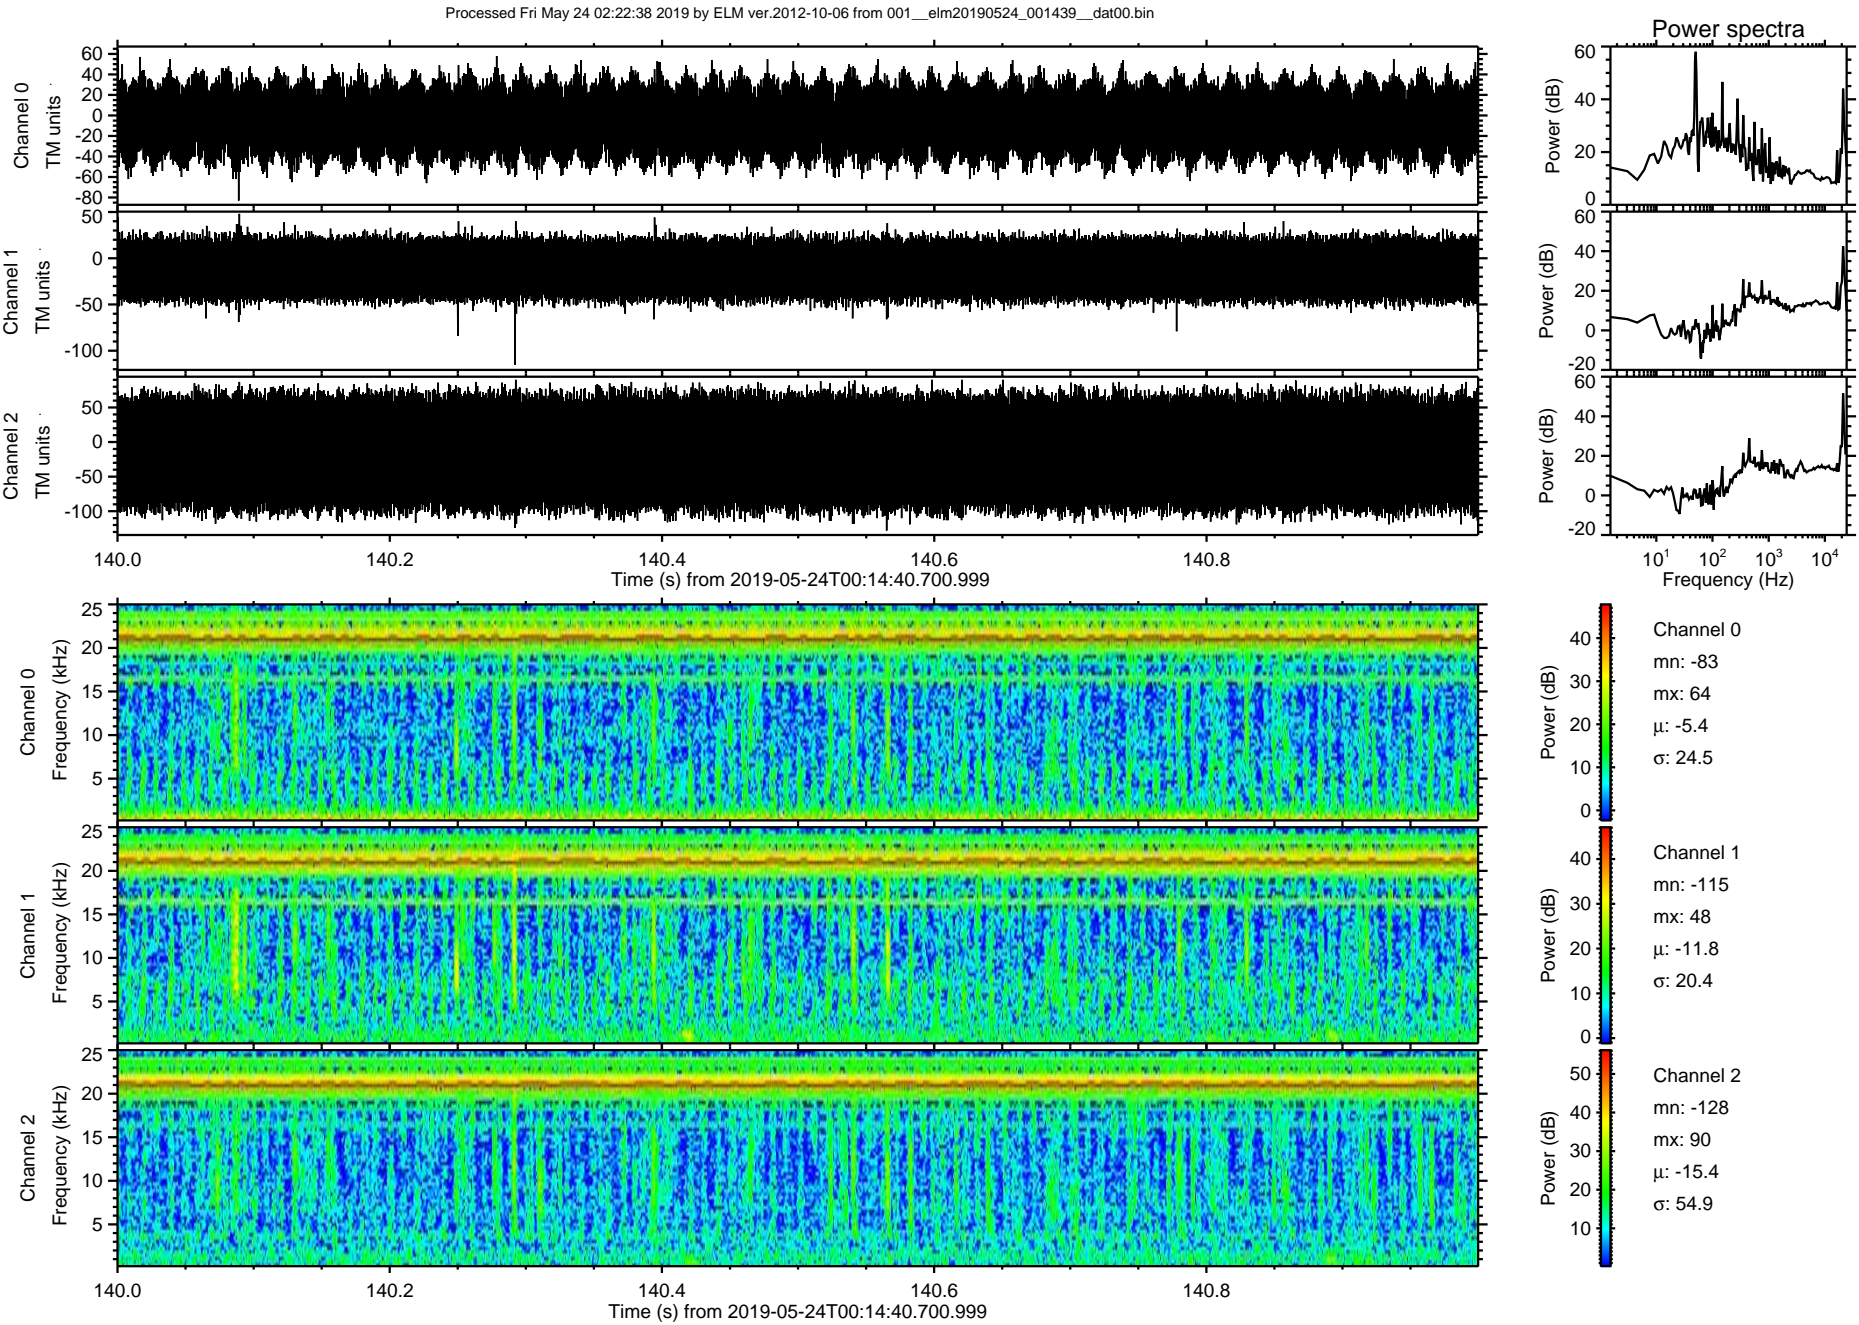 Processed Fri May 24 02:22:38 2019 by ELM ver.2012-10-06 from 001__elm20190524_001439__dat00.bin
Power spectra
Channel 0
TM units
60
40
20
0
-20
-40
-60
-80
Power (dB)
60
40
20
0
Channel 1
TM units
50
0
-50
-100
Power (dB)
60
40
20
0
-20
Channel 2
TM units
50
0
-50
-100
Power (dB)
60
40
20
0
-20
140.0 140.2 140.4 140.6 140.8
Time (s) from 2019-05-24T00:14:40.700.999
10¹ 10² 10³ 10⁴
Frequency (Hz)
Channel 0
Frequency (kHz)
25
20
15
10
5
Power (dB)
40
30
20
10
0
Channel 0
mn: -83
mx: 64
μ: -5.4
σ: 24.5
Channel 1
Frequency (kHz)
25
20
15
10
5
Power (dB)
40
30
20
10
0
Channel 1
mn: -115
mx: 48
μ: -11.8
σ: 20.4
Channel 2
Frequency (kHz)
25
20
15
10
5
Power (dB)
50
40
30
20
10
Channel 2
mn: -128
mx: 90
μ: -15.4
σ: 54.9
140.0 140.2 140.4 140.6 140.8
Time (s) from 2019-05-24T00:14:40.700.999